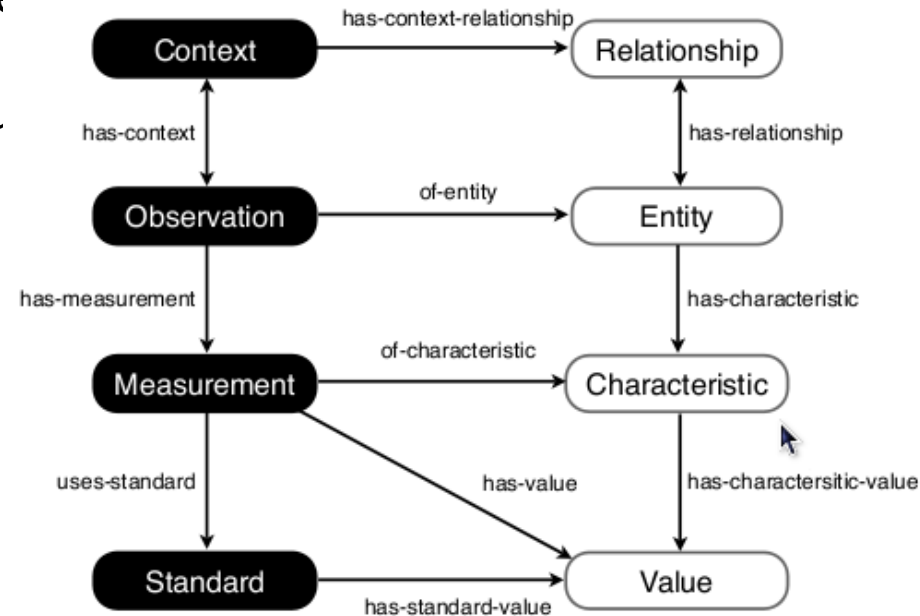 has-context-relationship
Context
Relationship
has-context
has-relationship
of-entity
Observation
Entity
has-measurement
has-characteristic
of-characteristic
Measurement
Characteristic
uses-standard
has-value
has-charactersitic-value
Standard
Value
has-standard-value